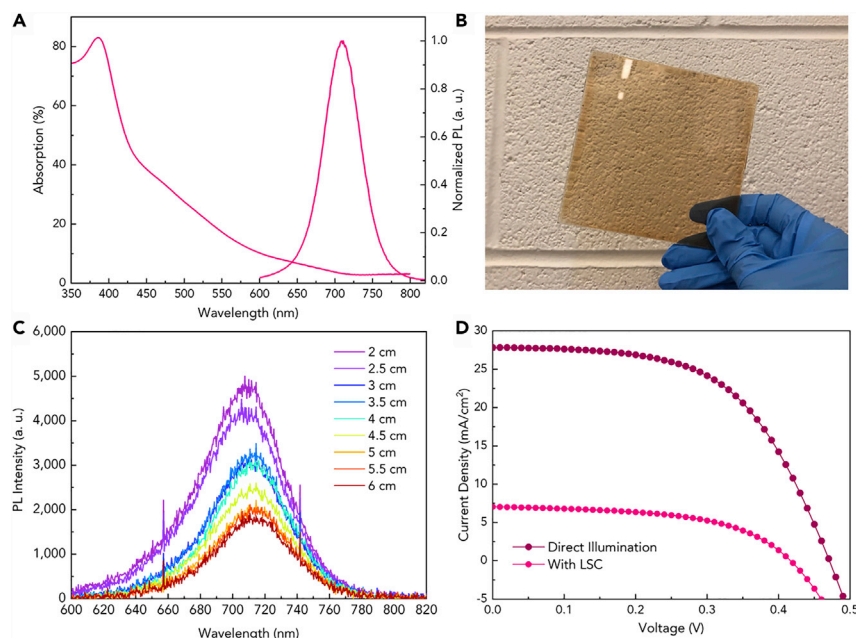 A
80
60
40
20
0
Absorption (%)
1.0
0.8
0.6
0.4
0.2
0.0
Normalized PL (a. u.)
350 400 450 500 550 600 650 700 750 800
Wavelength (nm)
B
C
6,000
5,000
4,000
3,000
2,000
1,000
0
PL Intensity (a. u.)
2 cm
2.5 cm
3 cm
3.5 cm
4 cm
4.5 cm
5 cm
5.5 cm
6 cm
600 620 640 660 680 700 720 740 760 780 800 820
Wavelength (nm)
D
30
25
20
15
10
5
0
-5
Current Density (mA/cm²)
Direct Illumination
With LSC
0.0 0.1 0.2 0.3 0.4 0.5
Voltage (V)